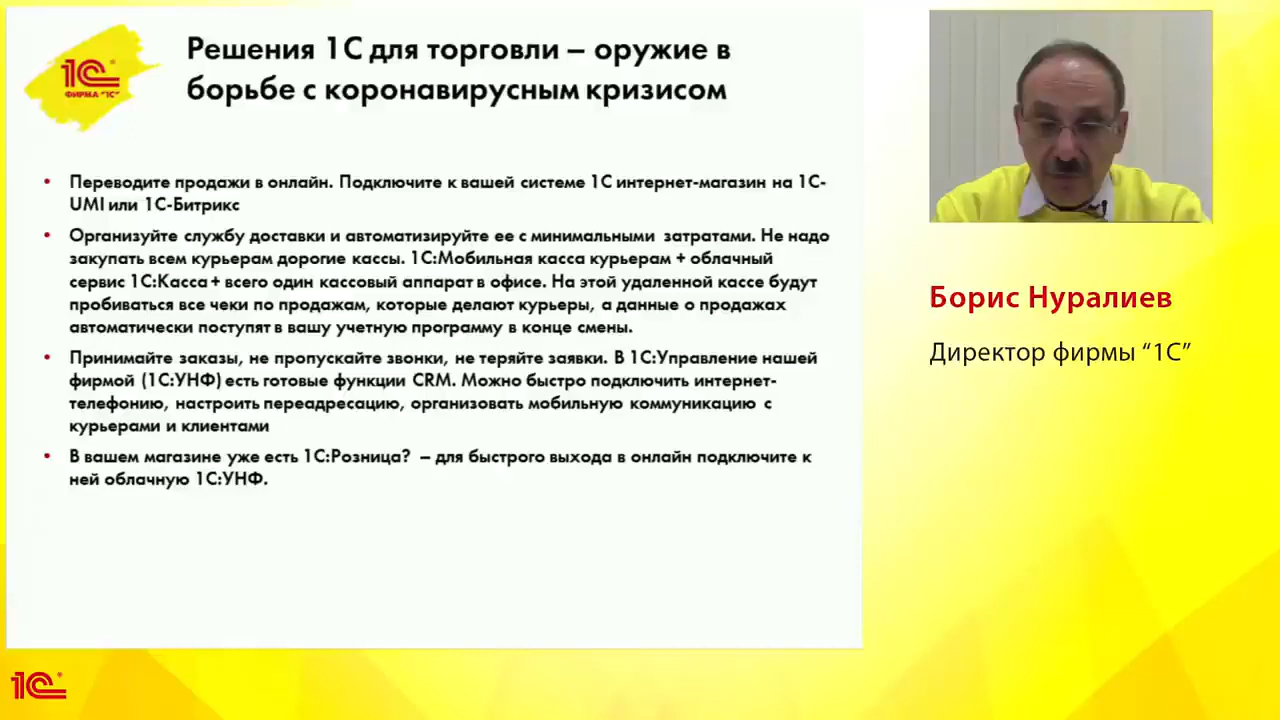 1С®
ФИРМА "1С"
Решения 1С для торговли – оружие в
борьбе с коронавирусным кризисом
• Переводите продажи в онлайн. Подключите к вашей системе 1С интернет-магазин на 1С-
UMI или 1С-Битрикс
• Организуйте службу доставки и автоматизируйте ее с минимальными затратами. Не надо
закупать всем курьерам дорогие кассы. 1С:Мобильная касса курьерам + облачный
сервис 1С:Касса + всего один кассовый аппарат в офисе. На этой удаленной кассе будут
пробиваться все чеки по продажам, которые делают курьеры, а данные о продажах
автоматически поступят в вашу учетную программу в конце смены.
• Принимайте заказы, не пропускайте звонки, не теряйте заявки. В 1С:Управление нашей
фирмой (1С:УНФ) есть готовые функции CRM. Можно быстро подключить интернет-
телефонию, настроить переадресацию, организовать мобильную коммуникацию с
курьерами и клиентами
• В вашем магазине уже есть 1С:Розница? – для быстрого выхода в онлайн подключите к
ней облачную 1С:УНФ.
Борис Нуралиев
Директор фирмы “1С”
1С®